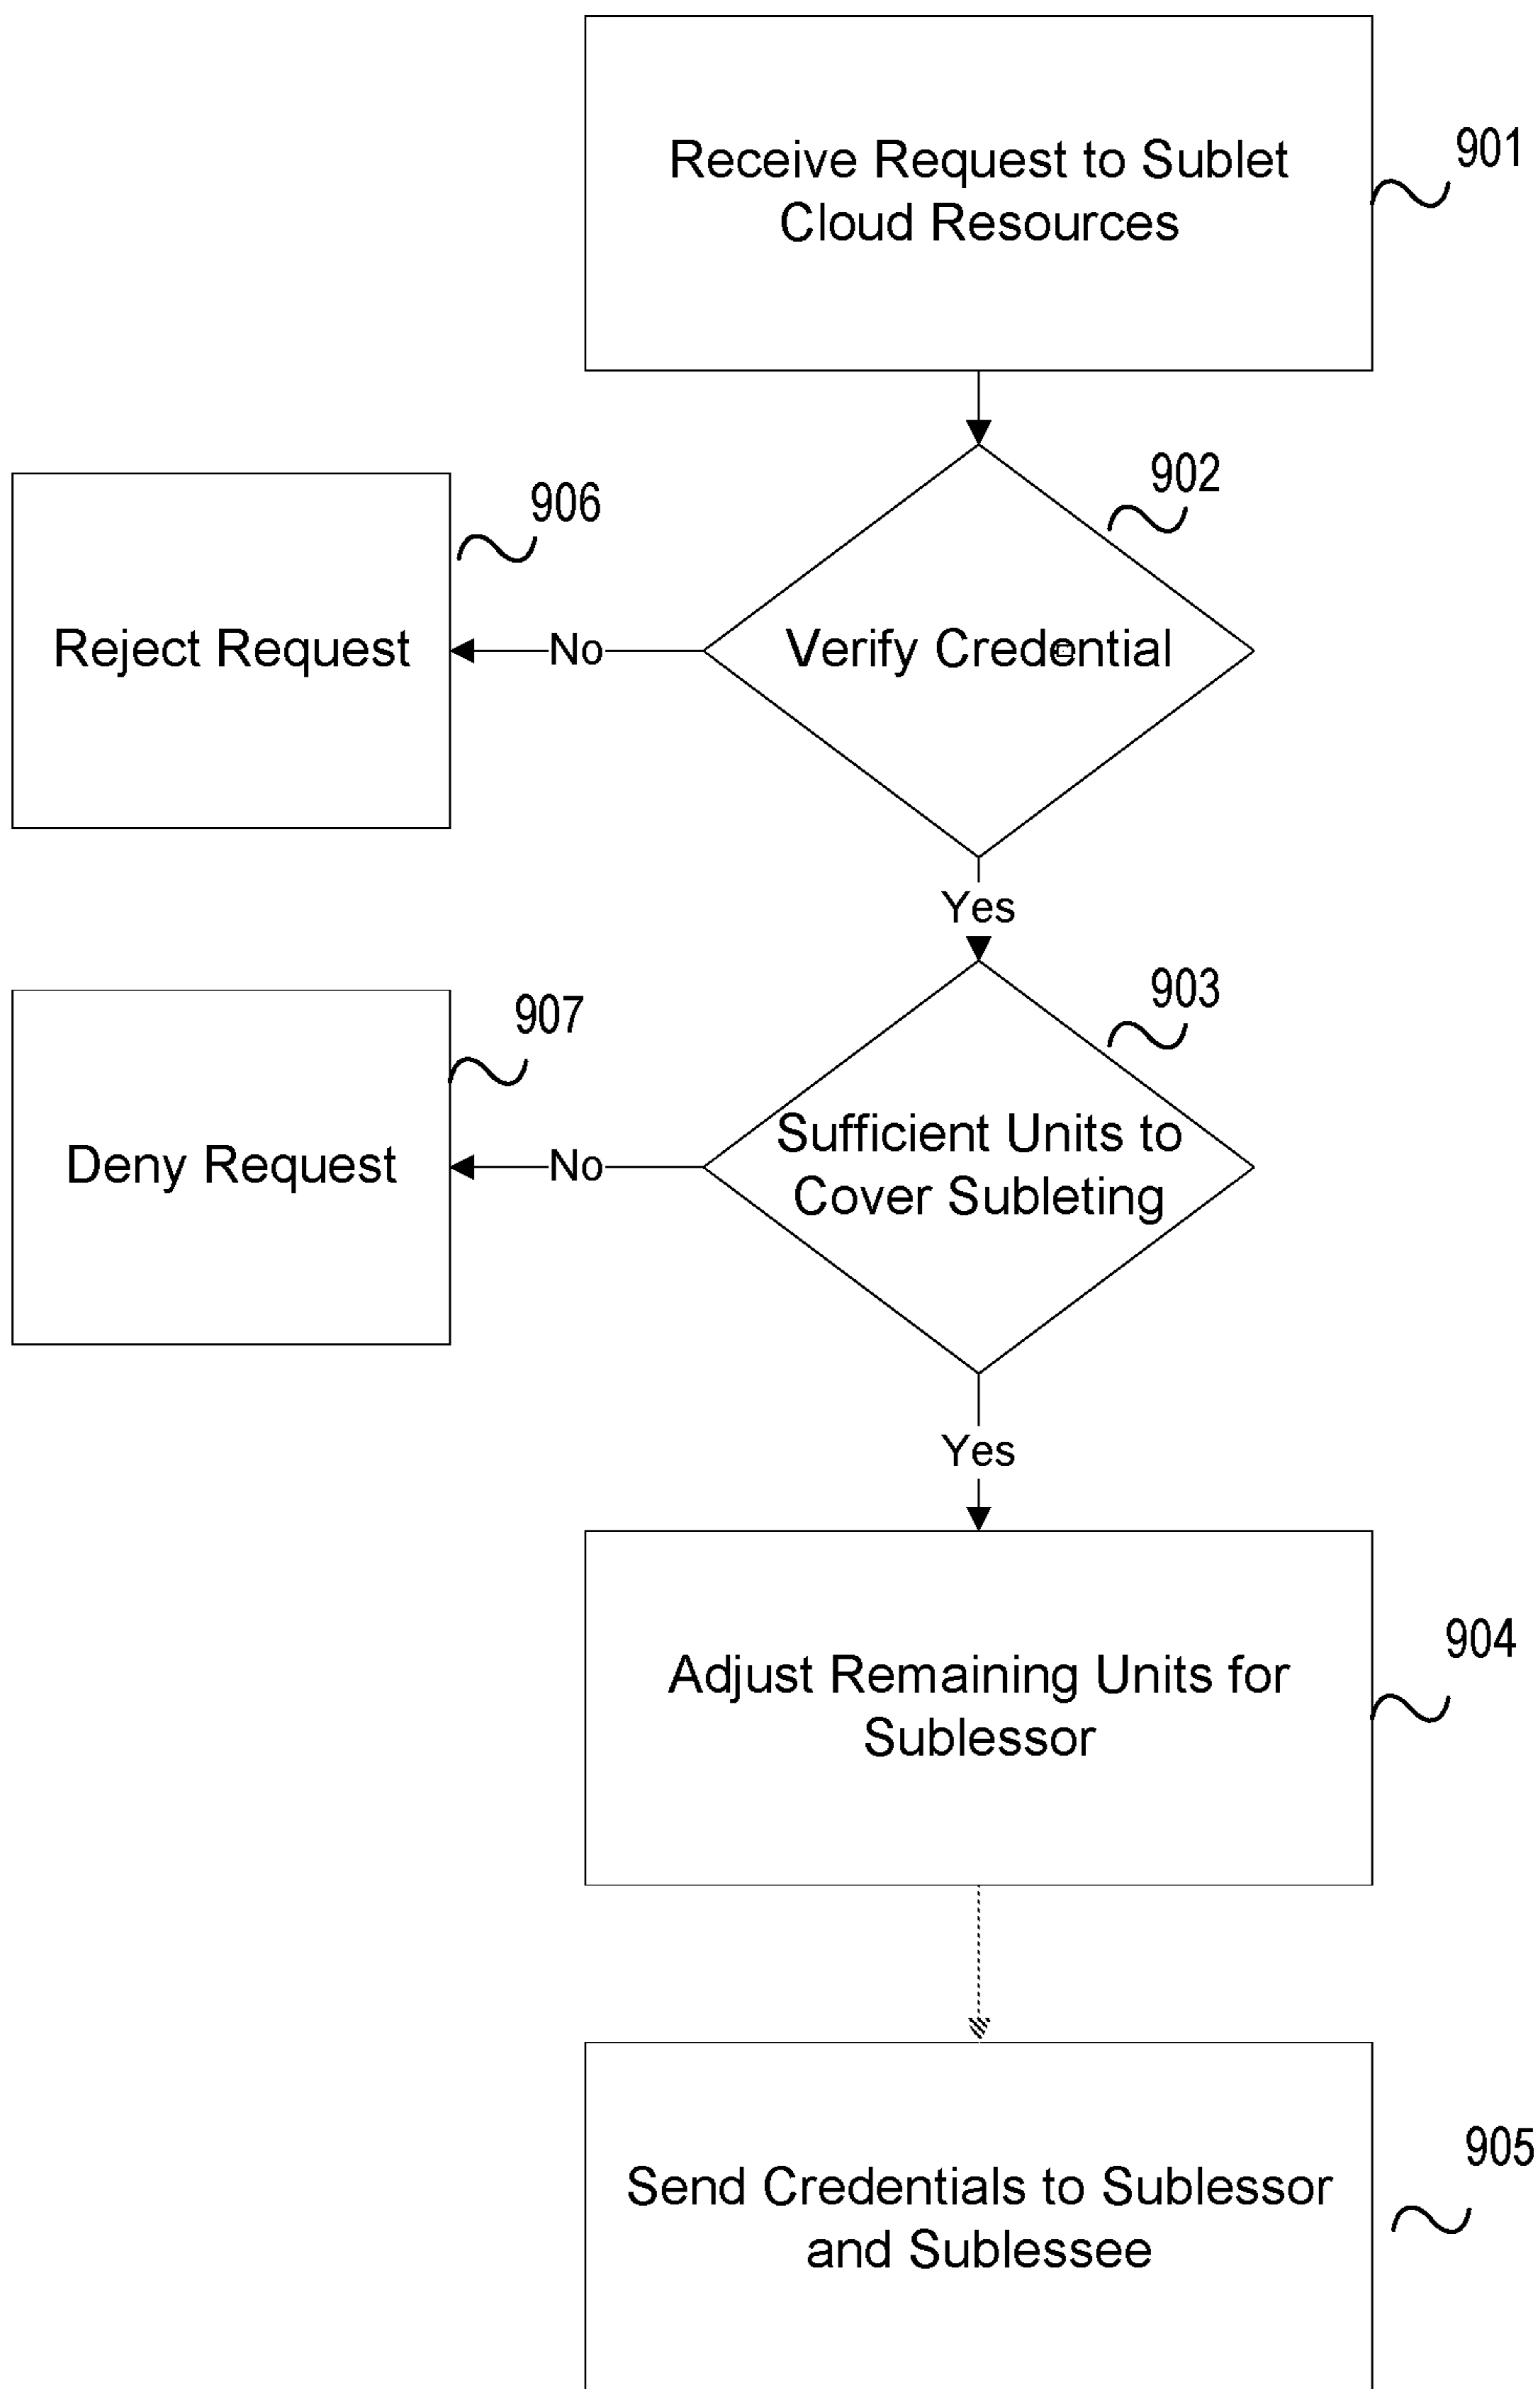 Receive Request to Sublet
Cloud Resources
901
902
906
Reject Request
No
Verify Credential
Yes
903
907
Deny Request
No
Sufficient Units to
Cover Subleting
Yes
904
Adjust Remaining Units for
Sublessor
905
Send Credentials to Sublessor
and Sublessee